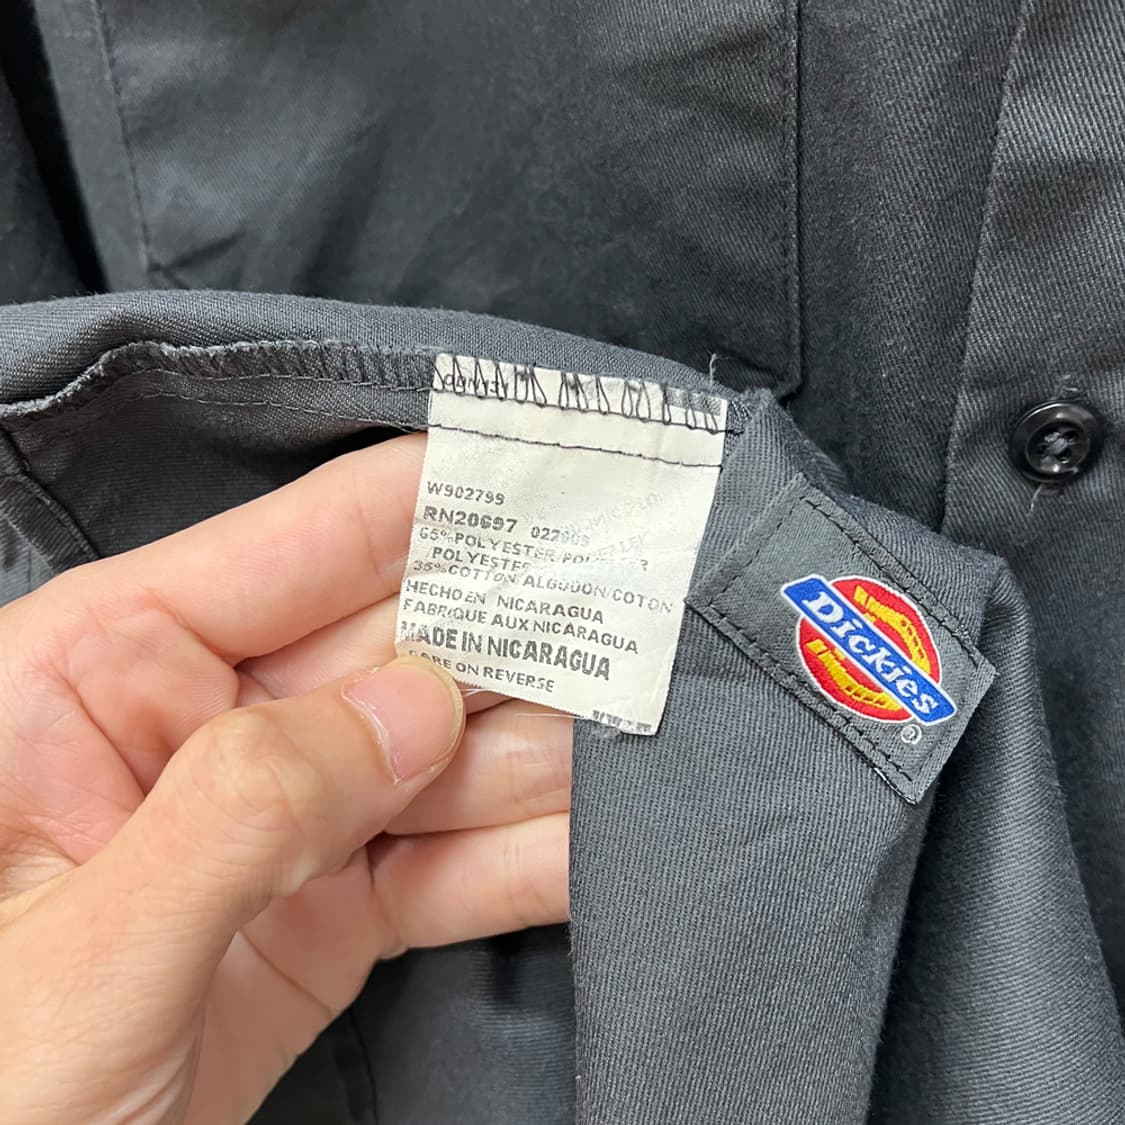 W902799
RN20697
65% POLYESTER
POLYESTER
35% COTTON/ALGODON/COTON
HECHO EN NICARAGUA
FABRIQUE AUX NICARAGUA
MADE IN NICARAGUA
CARE ON REVERSE
Dickies®